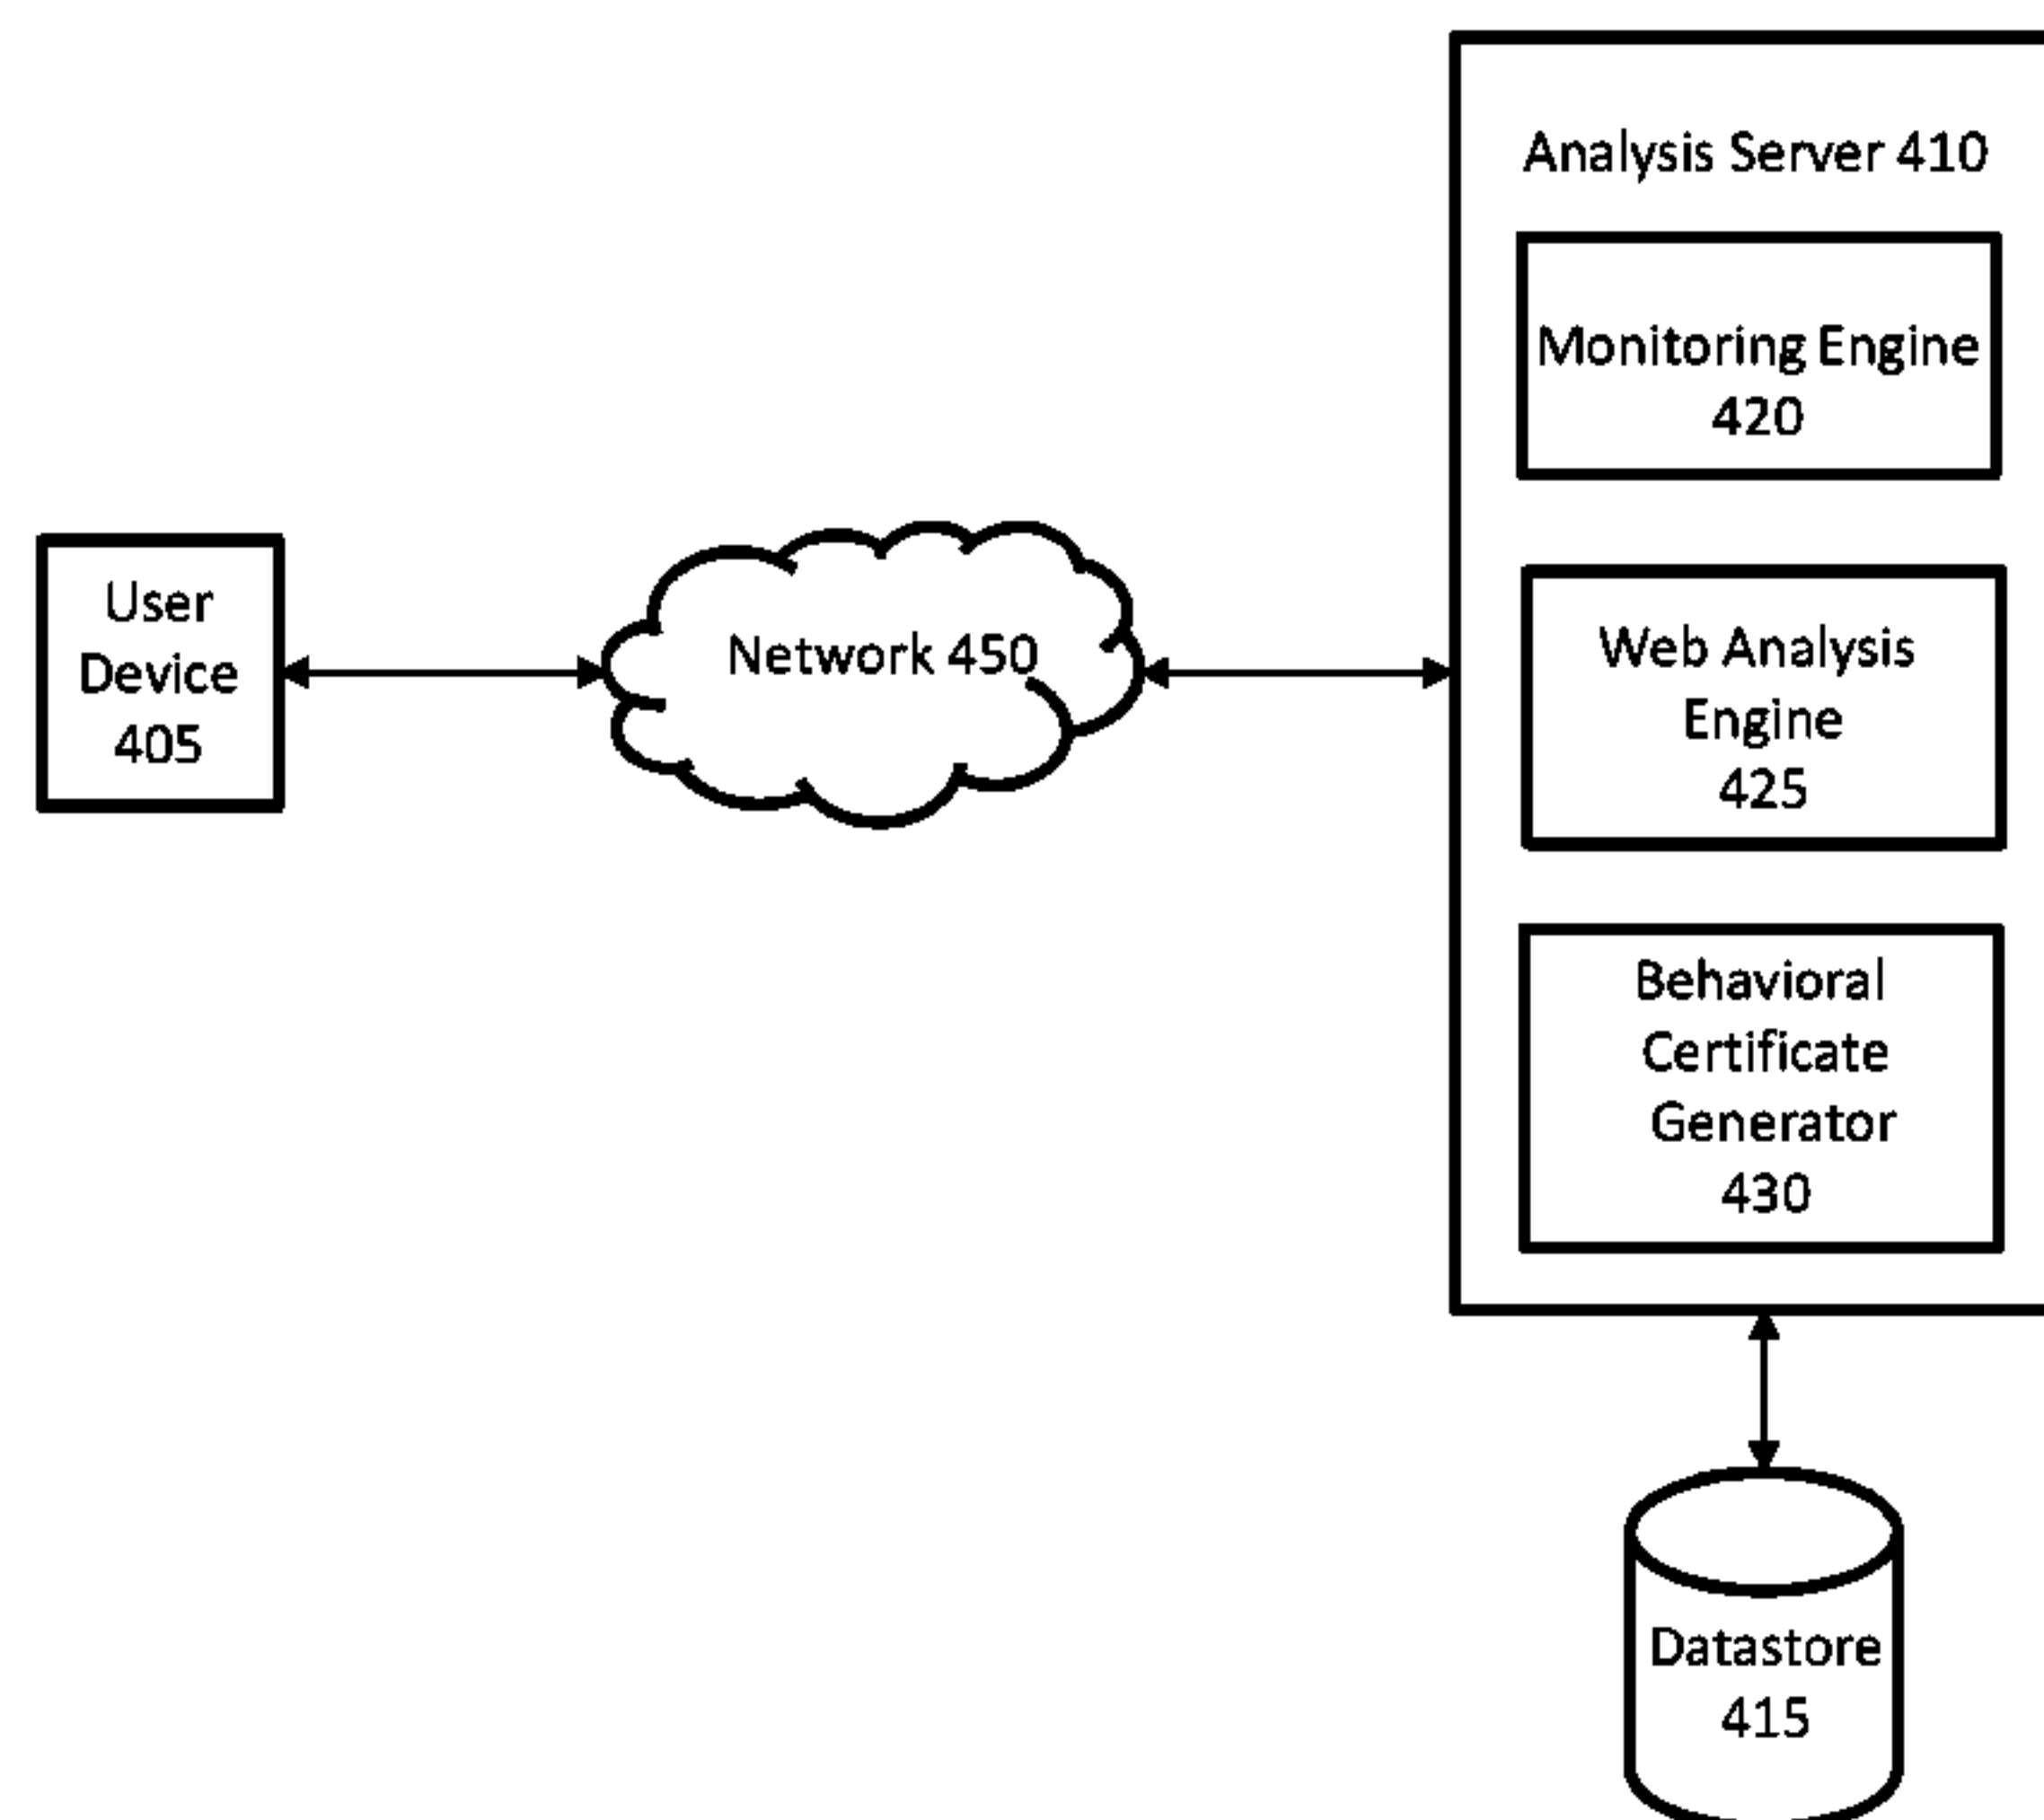 Analysis Server 410
Monitoring Engine
420
User
Device
405
Network 450
Web Analysis
Engine
425
Behavioral
Certificate
Generator
430
Datastore
415